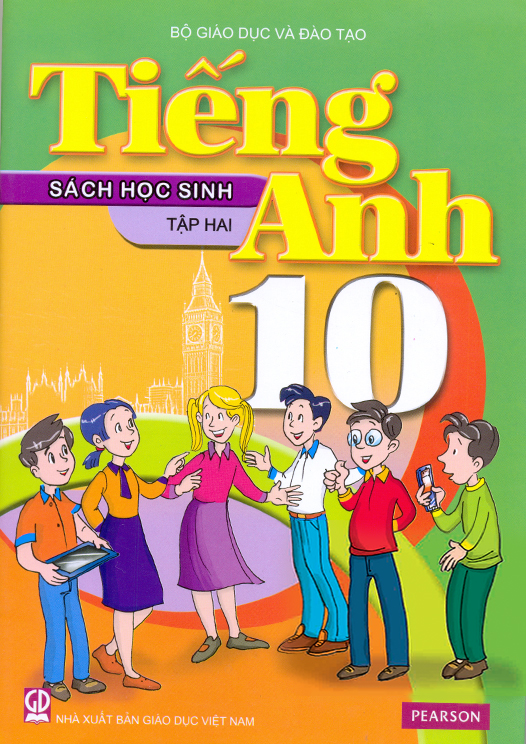 BỘ GIÁO DỤC VÀ ĐÀO TẠO
Tiếng
Anh
SÁCH HỌC SINH
TẬP HAI
10
GD
NHÀ XUẤT BẢN GIÁO DỤC VIỆT NAM
PEARSON